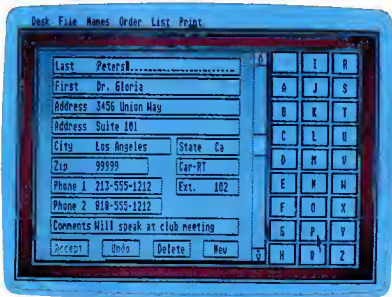 Desk File Names Order List Print
Last Peters
First Dr. Gloria
Address 3456 Union Way
Address Suite 101
City Los Angeles State Ca
Zip 99999 Car-RT
Phone 1 213-555-1212 Ext. 102
Phone 2 818-555-1212
Comments Will speak at club meeting
Accept Undo Delete New
I R
A J S
B K T
C L U
D M V
E N W
F O X
G P Y
H Q Z